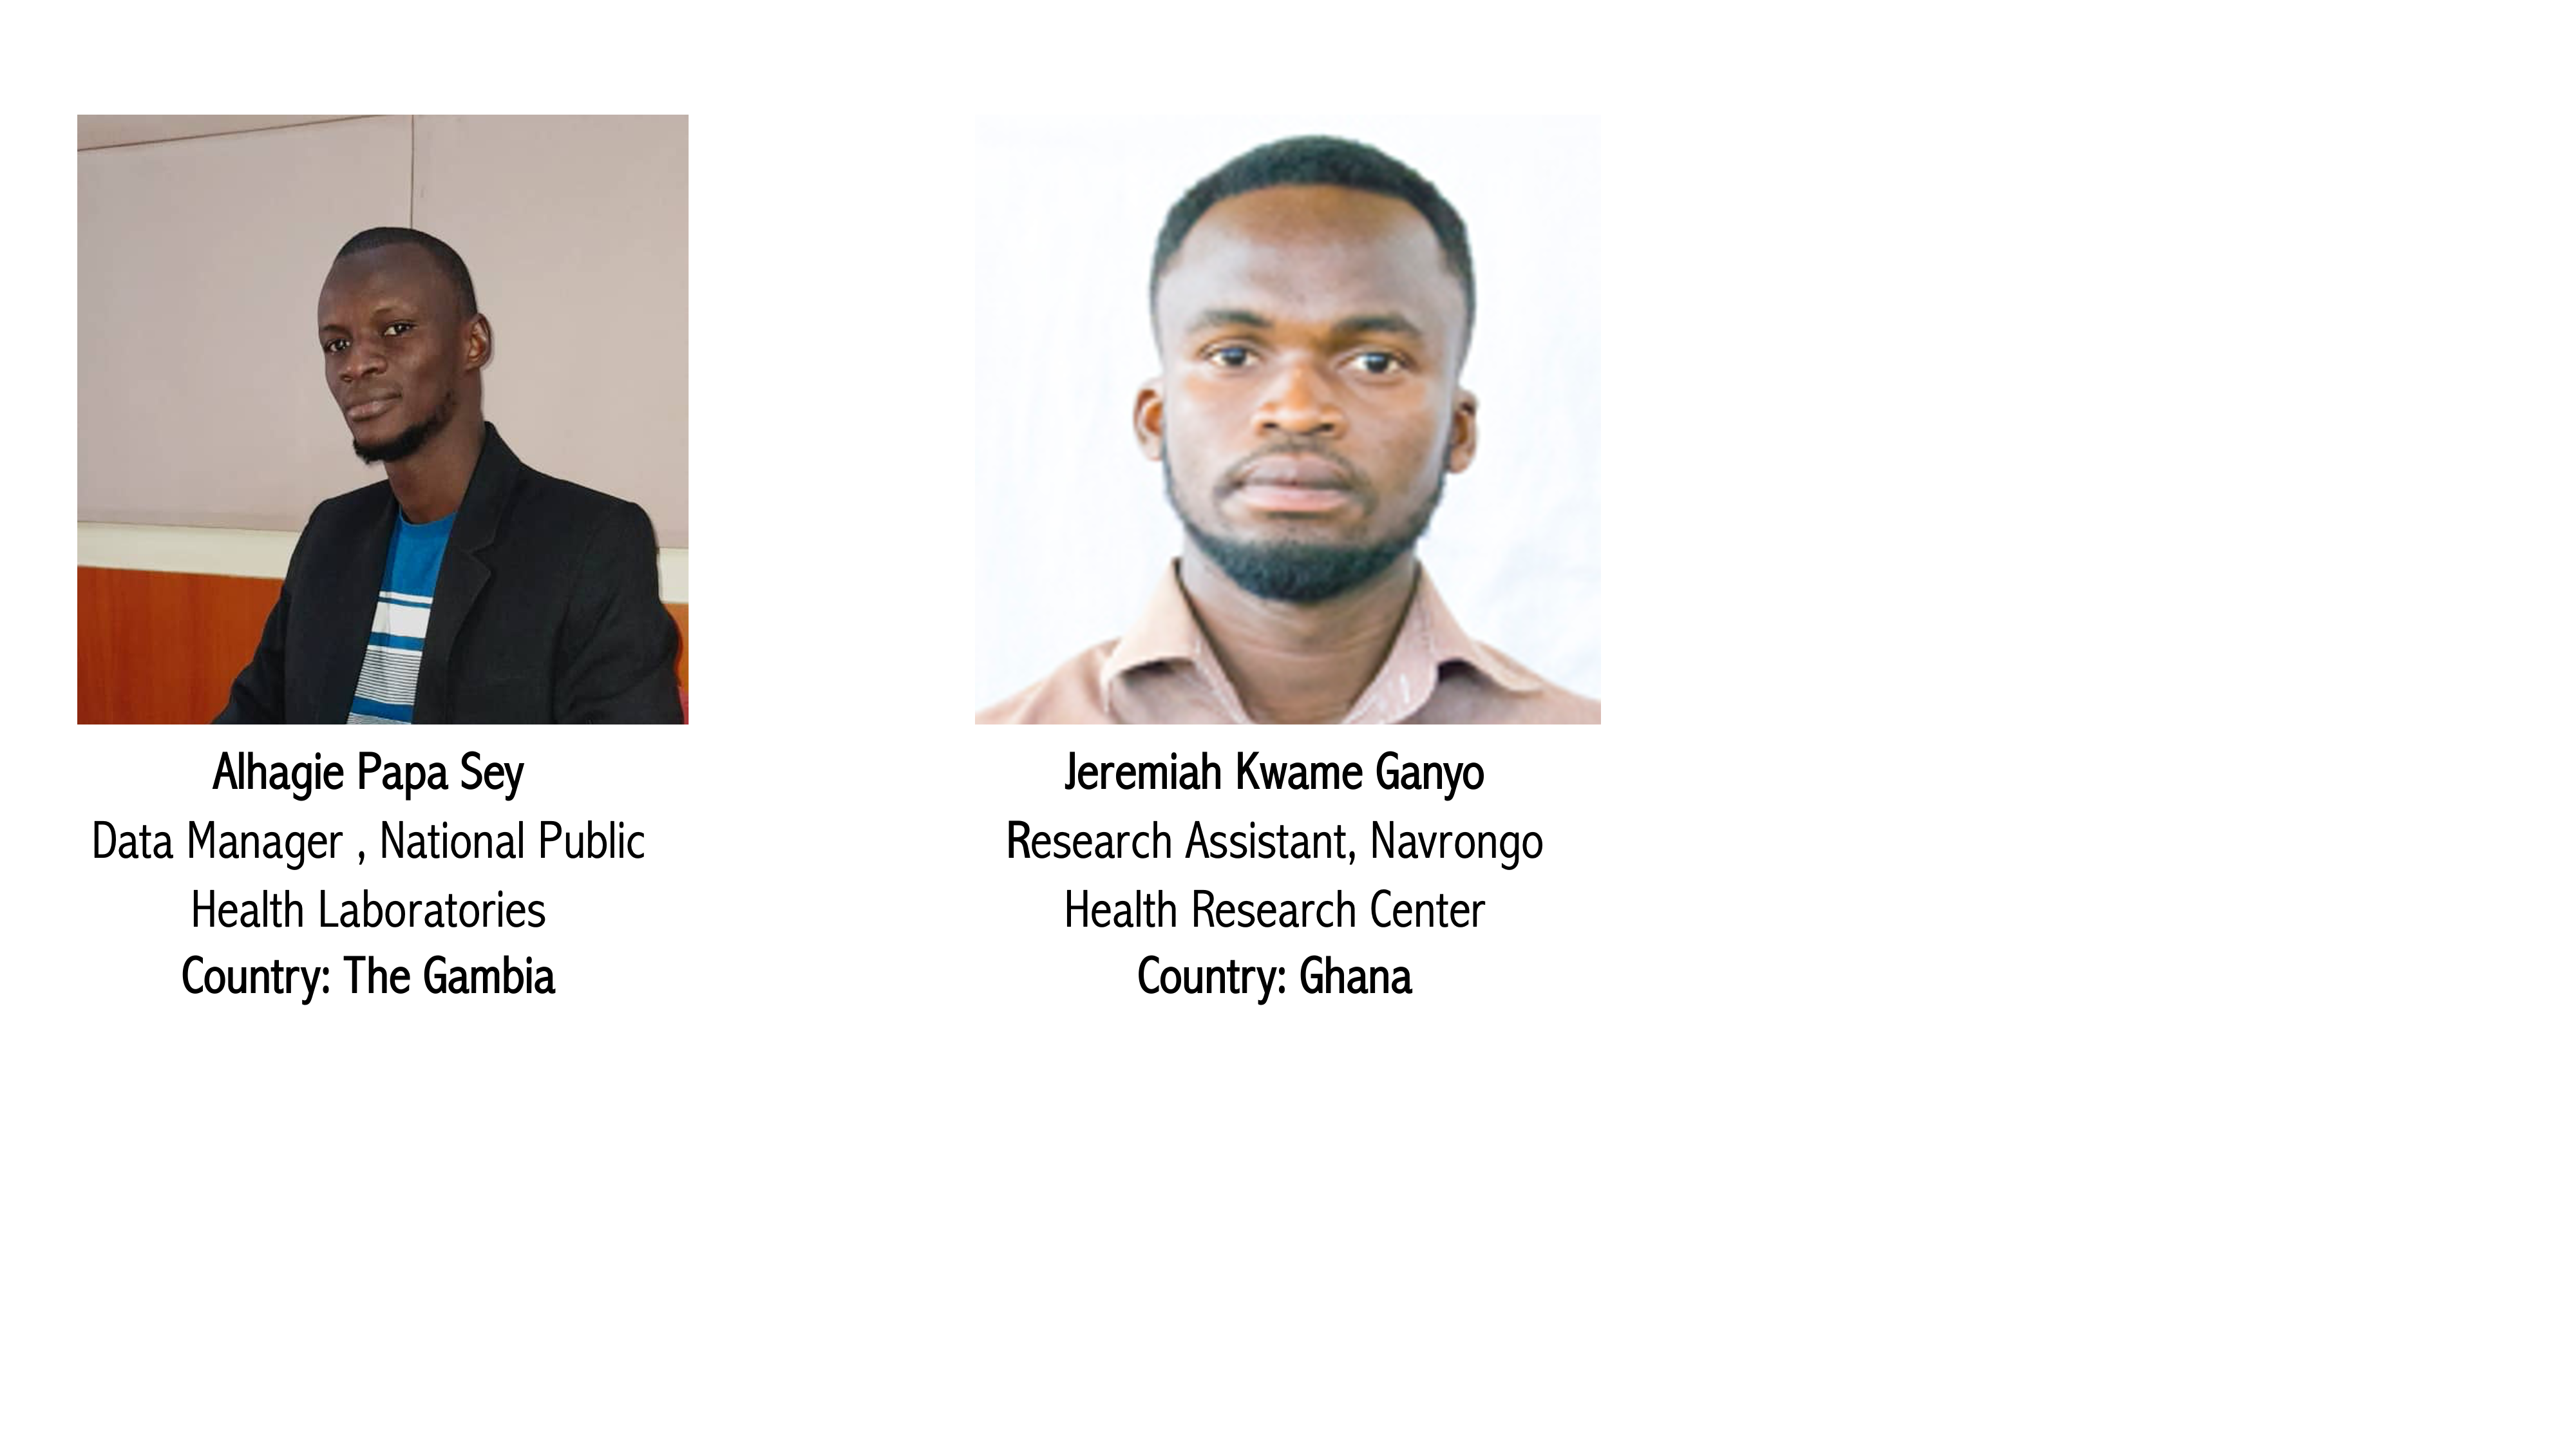 Alhagie Papa Sey
Data Manager , National Public
Health Laboratories
Country: The Gambia
Jeremiah Kwame Ganyo
Research Assistant, Navrongo
Health Research Center
Country: Ghana